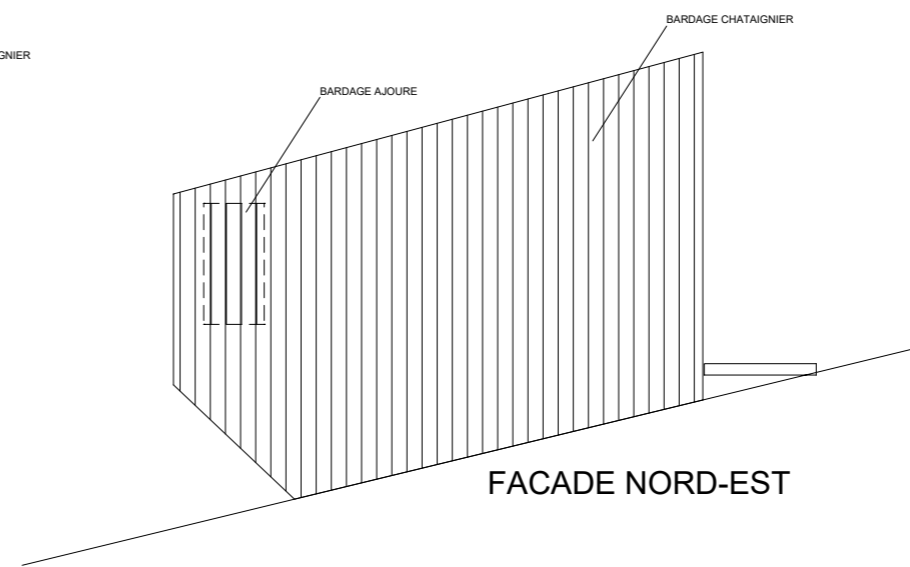 BARDAGE CHATAIGNIER
GNIER
BARDAGE AJOURE
FACADE NORD-EST